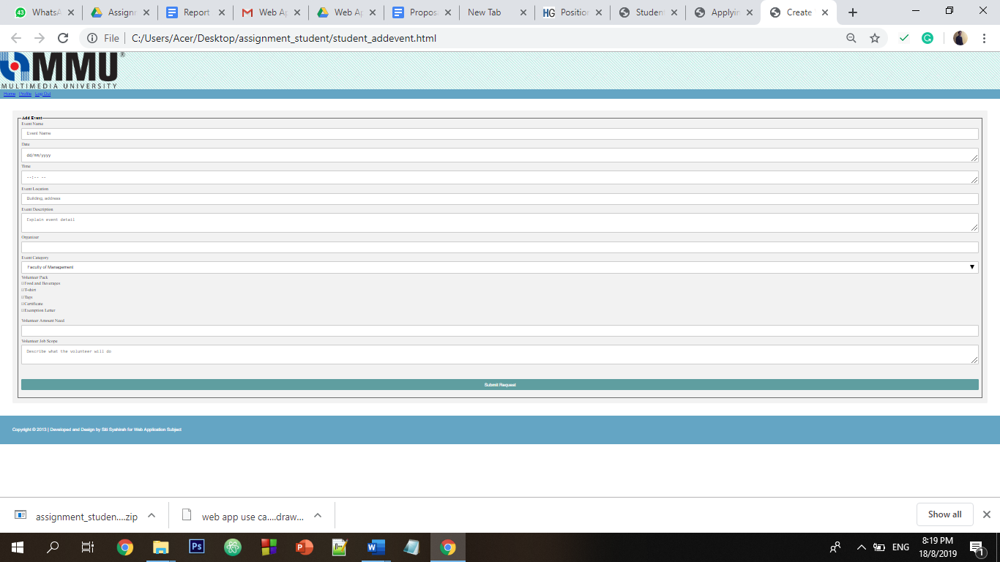 43 WhatsA
Assignm
Report
Web Ap
Web Ap
Propos
New Tab
HG Position
Student
Applyin
Create
File C:/Users/Acer/Desktop/assignment_student/student_addevent.html
MMU®
MULTIMEDIA UNIVERSITY
Home Profile Log Out
Add Event
Event Name
Event Name
Date
dd/mm/yyyy
Time
--:-- --
Event Location
Building, address
Event Description
Explain event detail
Organiser
Event Category
Faculty of Management
Volunteer Pack
Food and Beverages
T-shirt
Tags
Certificate
Exemption Letter
Volunteer Amount Need
Volunteer Job Scope
Describe what the volunteer will do
Submit Request
Copyright © 2013 | Developed and Design by Siti Syahirah for Web Application Subject
assignment_studen....zip
web app use ca....draw...
Show all
Ps
P
W
ENG
8:19 PM
18/8/2019
1